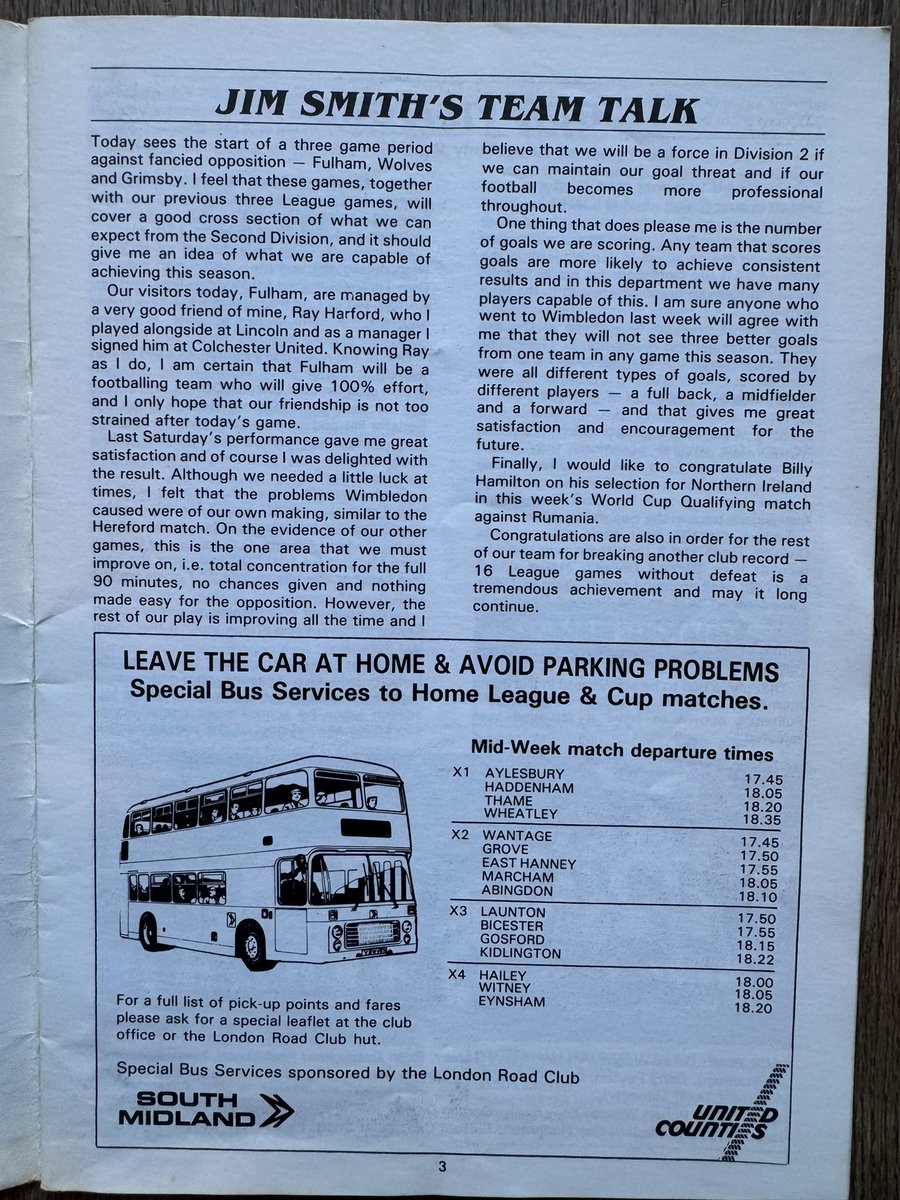 JIM SMITH'S TEAM TALK
Today sees the start of a three game period
against fancied opposition — Fulham, Wolves
and Grimsby. I feel that these games, together
with our previous three League games, will
cover a good cross section of what we can
expect from the Second Division, and it should
give me an idea of what we are capable of
achieving this season.
Our visitors today, Fulham, are managed by
a very good friend of mine, Ray Harford, who I
played alongside at Lincoln and as a manager I
signed him at Colchester United. Knowing Ray
as I do, I am certain that Fulham will be a
footballing team who will give 100% effort,
and I only hope that our friendship is not too
strained after today's game.
Last Saturday's performance gave me great
satisfaction and of course I was delighted with
the result. Although we needed a little luck at
times, I felt that the problems Wimbledon
caused were of our own making, similar to the
Hereford match. On the evidence of our other
games, this is the one area that we must
improve on, i.e. total concentration for the full
90 minutes, no chances given and nothing
made easy for the opposition. However, the
rest of our play is improving all the time and I
believe that we will be a force in Division 2 if
we can maintain our goal threat and if our
football becomes more professional
throughout.
One thing that does please me is the number
of goals we are scoring. Any team that scores
goals are more likely to achieve consistent
results and in this department we have many
players capable of this. I am sure anyone who
went to Wimbledon last week will agree with
me that they will not see three better goals
from one team in any game this season. They
were all different types of goals, scored by
different players — a full back, a midfielder
and a forward — and that gives me great
satisfaction and encouragement for the
future.
Finally, I would like to congratulate Billy
Hamilton on his selection for Northern Ireland
in this week's World Cup Qualifying match
against Rumania.
Congratulations are also in order for the rest
of our team for breaking another club record —
16 League games without defeat is a
tremendous achievement and may it long
continue.
LEAVE THE CAR AT HOME & AVOID PARKING PROBLEMS
Special Bus Services to Home League & Cup matches.
Mid-Week match departure times
X1 AYLESBURY 17.45
HADDENHAM 18.05
THAME 18.20
WHEATLEY 18.35
X2 WANTAGE 17.45
GROVE 17.50
EAST HANNEY 17.55
MARCHAM 18.05
ABINGDON 18.10
X3 LAUNTON 17.50
BICESTER 17.55
GOSFORD 18.15
KIDLINGTON 18.22
X4 HAILEY 18.00
WITNEY 18.05
EYNSHAM 18.20
For a full list of pick-up points and fares
please ask for a special leaflet at the club
office or the London Road Club hut.
Special Bus Services sponsored by the London Road Club
SOUTH
MIDLAND
UNITED
COUNTIES
3